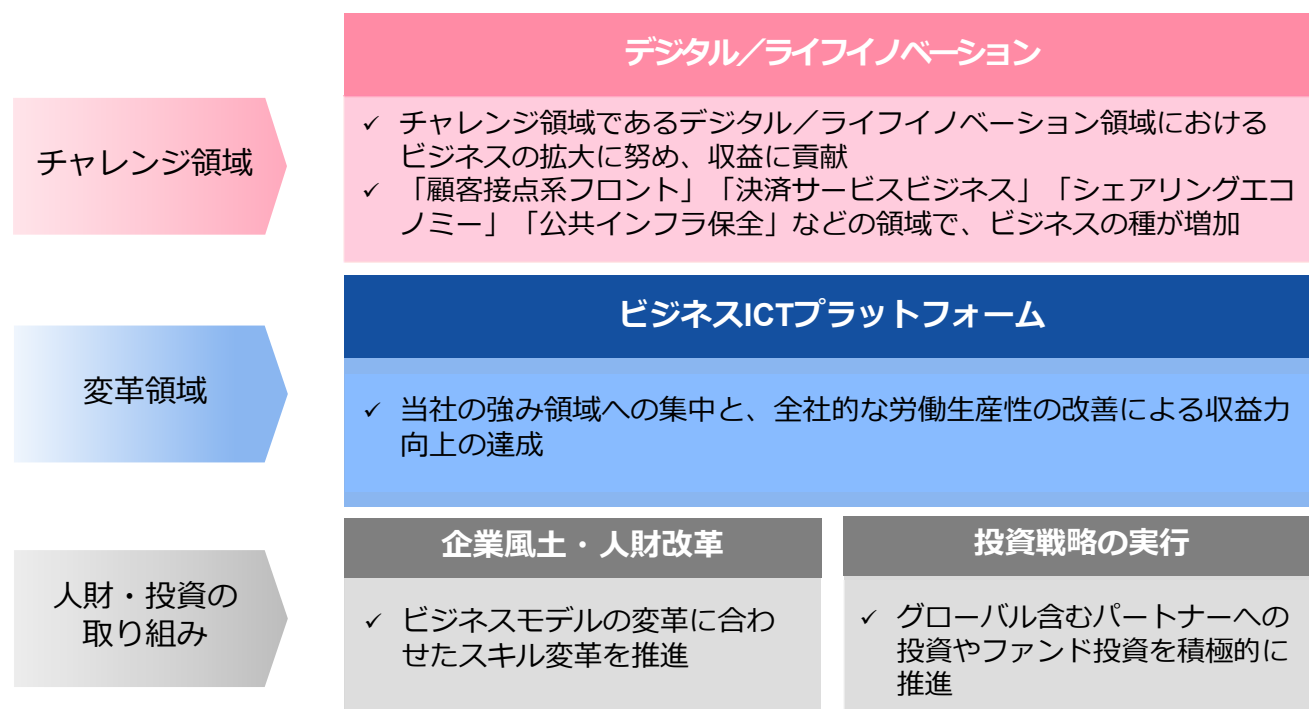 デジタル／ライフイノベーション
チャレンジ領域
✓ チャレンジ領域であるデジタル／ライフイノベーション領域における
ビジネスの拡大に努め、収益に貢献
✓ 「顧客接点系フロント」「決済サービスビジネス」「シェアリングエコ
ノミー」「公共インフラ保全」などの領域で、ビジネスの種が増加
ビジネスICTプラットフォーム
変革領域
✓ 当社の強み領域への集中と、全社的な労働生産性の改善による収益力
向上の達成
人財・投資の
取り組み
企業風土・人財改革
✓ ビジネスモデルの変革に合わ
せたスキル変革を推進
投資戦略の実行
✓ グローバル含むパートナーへの
投資やファンド投資を積極的に
推進